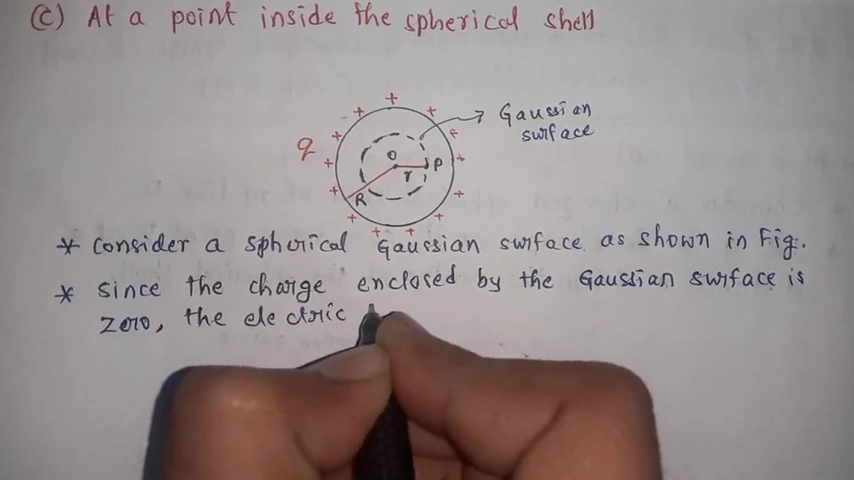 (C) At a point inside the spherical shell
Gaussian
surface
q
O
P
r
R
* Consider a spherical Gaussian surface as shown in Fig.
* Since the charge enclosed by the Gaussian surface is
zero, the electric